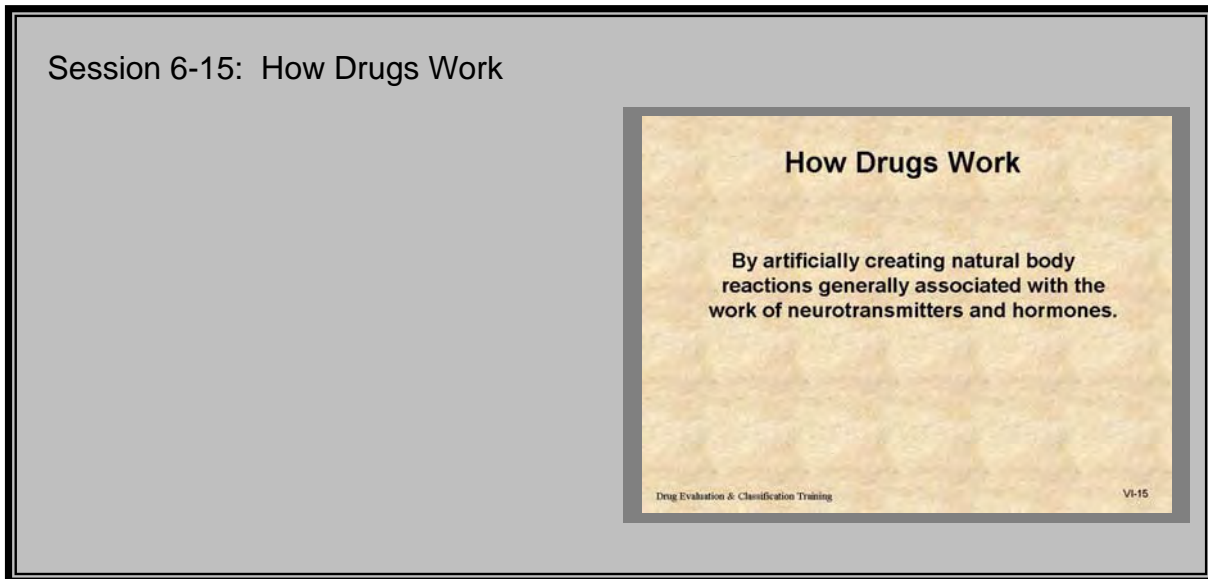 Session 6-15:  How Drugs Work
How Drugs Work
By artificially creating natural body
reactions generally associated with the
work of neurotransmitters and hormones.
Drug Evaluation & Classification Training
VI-15